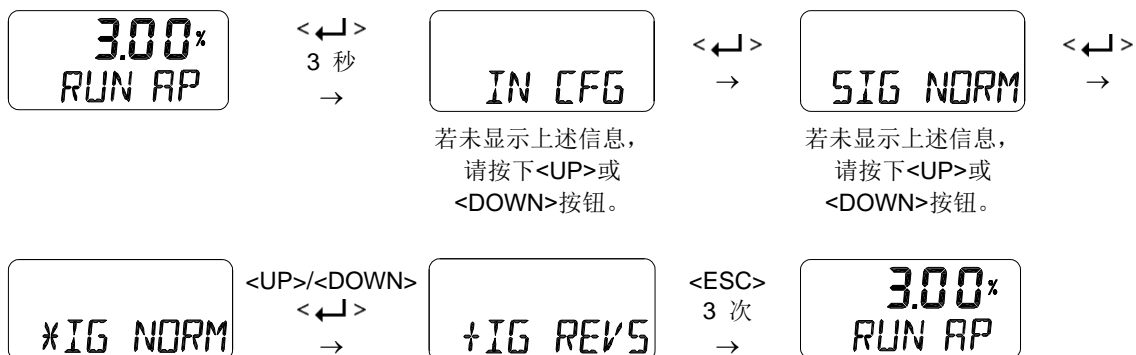 3.00%
RUN AP
<↵>
3 秒
→
IN CFG
若未显示上述信息，
请按下<UP>或
<DOWN>按钮。
<↵>
→
SIG NORM
若未显示上述信息，
请按下<UP>或
<DOWN>按钮。
<↵>
→
*IG NORM
<UP>/<DOWN>
<↵>
→
+IG REVS
<ESC>
3 次
→
3.00%
RUN AP